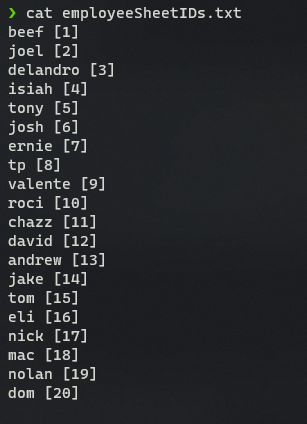 ❯ cat employeeSheetIDs.txt
beef [1]
joel [2]
delandro [3]
isiah [4]
tony [5]
josh [6]
ernie [7]
tp [8]
valente [9]
roci [10]
chazz [11]
david [12]
andrew [13]
jake [14]
tom [15]
eli [16]
nick [17]
mac [18]
nolan [19]
dom [20]